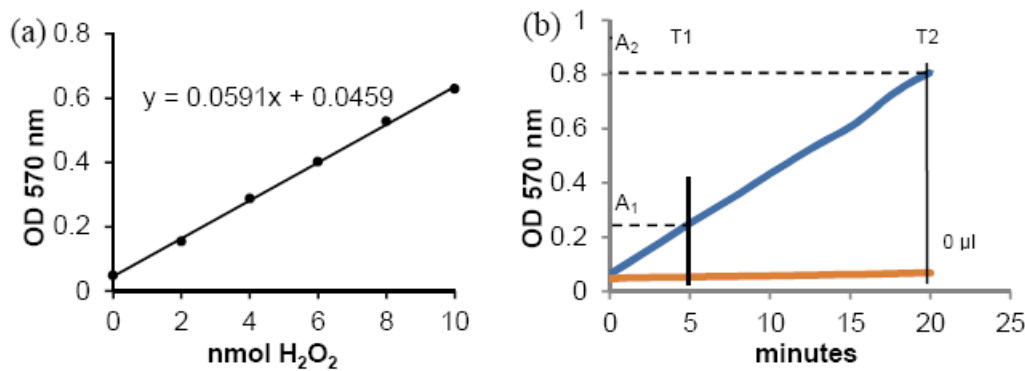 (a)
0.8
0.6
0.4
0.2
0
OD 570 nm
y = 0.0591x + 0.0459
0 2 4 6 8 10
nmol H₂O₂
(b)
1
0.8
0.6
0.4
0.2
0
OD 570 nm
A₂
T1
T2
A₁
0 µl
0 5 10 15 20 25
minutes